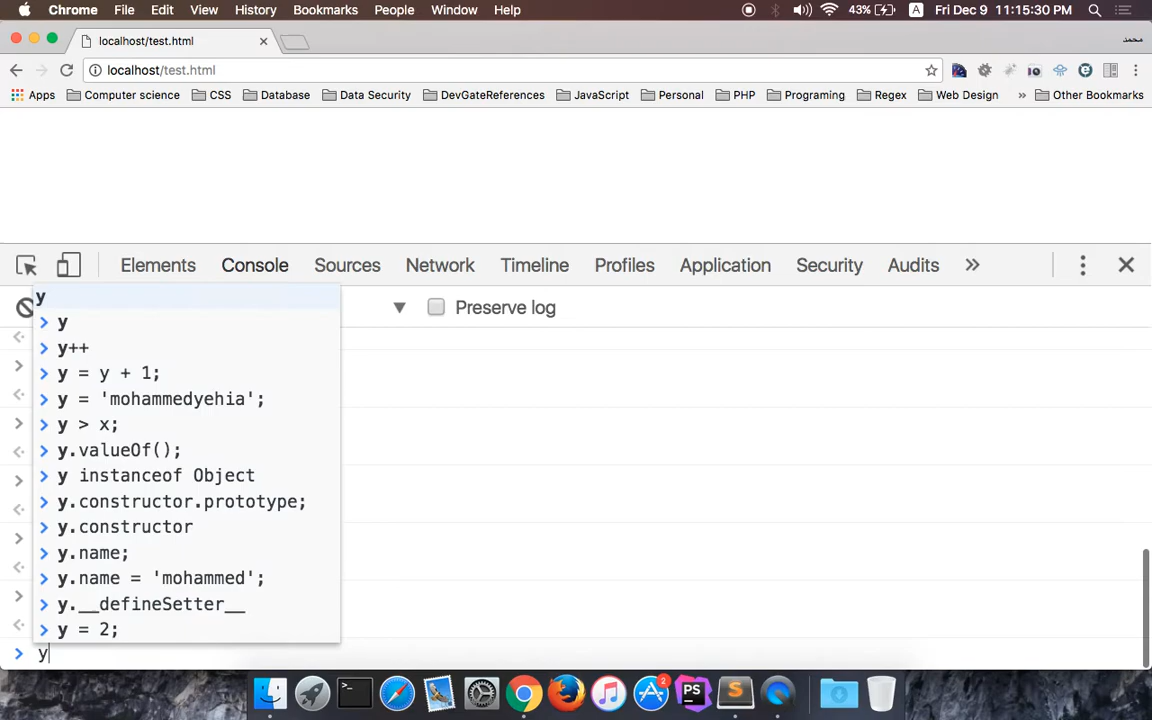 Chrome File Edit View History Bookmarks People Window Help 43% A Fri Dec 9 11:15:30 PM
localhost/test.html
محمد
localhost/test.html
Apps Computer science CSS Database Data Security DevGateReferences JavaScript Personal PHP Programing Regex Web Design » Other Bookmarks
Elements Console Sources Network Timeline Profiles Application Security Audits »
y
Preserve log
> y
> y++
> y = y + 1;
> y = 'mohammedyehia';
> y > x;
> y.valueOf();
> y instanceof Object
> y.constructor.prototype;
> y.constructor
> y.name;
> y.name = 'mohammed';
> y.__defineSetter__
> y = 2;
> y
2
PS
S